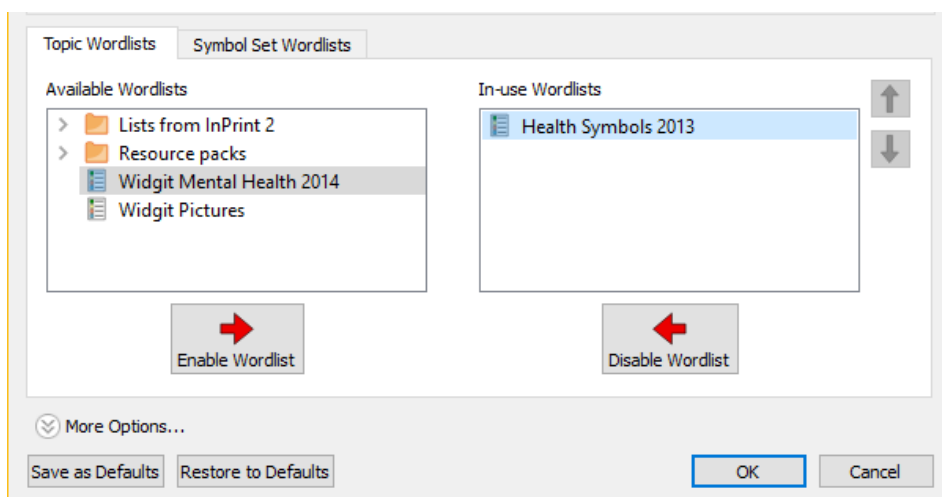 Topic Wordlists
Symbol Set Wordlists
Available Wordlists
Lists from InPrint 2
Resource packs
Widgit Mental Health 2014
Widgit Pictures
Enable Wordlist
In-use Wordlists
Health Symbols 2013
Disable Wordlist
More Options...
Save as Defaults
Restore to Defaults
OK
Cancel